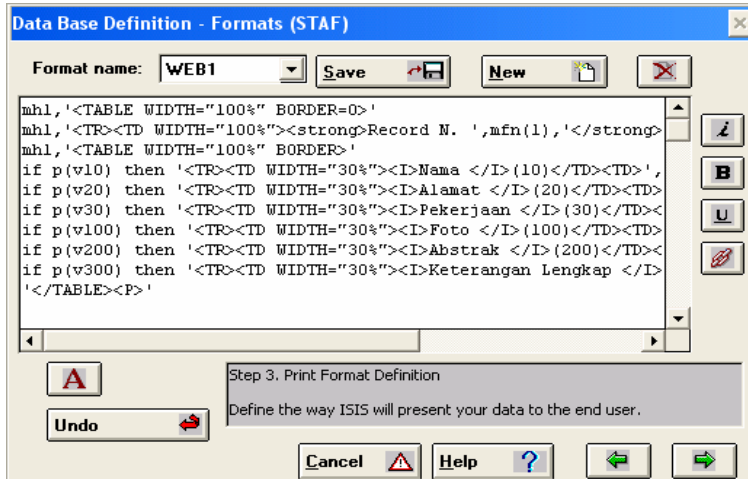 Data Base Definition - Formats (STAF)
Format name: WEB1 Save New
mhl,'<TABLE WIDTH="100%" BORDER=0>'
mhl,'<TR><TD WIDTH="100%"><strong>Record N. ',mfn(1),'</strong>
mhl,'<TABLE WIDTH="100%" BORDER>'
if p(v10) then '<TR><TD WIDTH="30%"><I>Nama </I>(10)</TD><TD>',
if p(v20) then '<TR><TD WIDTH="30%"><I>Alamat </I>(20)</TD><TD>
if p(v30) then '<TR><TD WIDTH="30%"><I>Pekerjaan </I>(30)</TD><
if p(v100) then '<TR><TD WIDTH="30%"><I>Foto </I>(100)</TD><TD>
if p(v200) then '<TR><TD WIDTH="30%"><I>Abstrak </I>(200)</TD><
if p(v300) then '<TR><TD WIDTH="30%"><I>Keterangan Lengkap </I>
'</TABLE><P>'
i
B
U
A
Step 3. Print Format Definition
Define the way ISIS will present your data to the end user.
Undo
Cancel Help ?